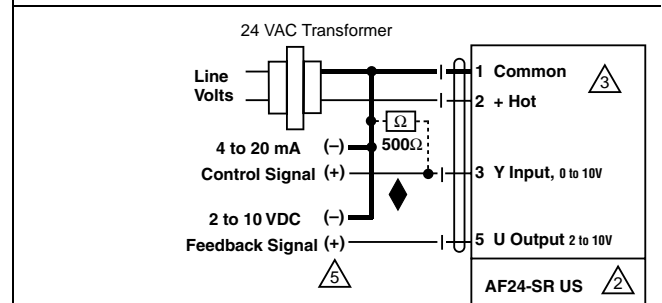 24 VAC Transformer
Line
Volts
1 Common
3
2 + Hot
Ω
500Ω
4 to 20 mA (–)
Control Signal (+)
3 Y Input, 0 to 10V
2 to 10 VDC (–)
Feedback Signal (+)
5 U Output 2 to 10V
5
AF24-SR US
2